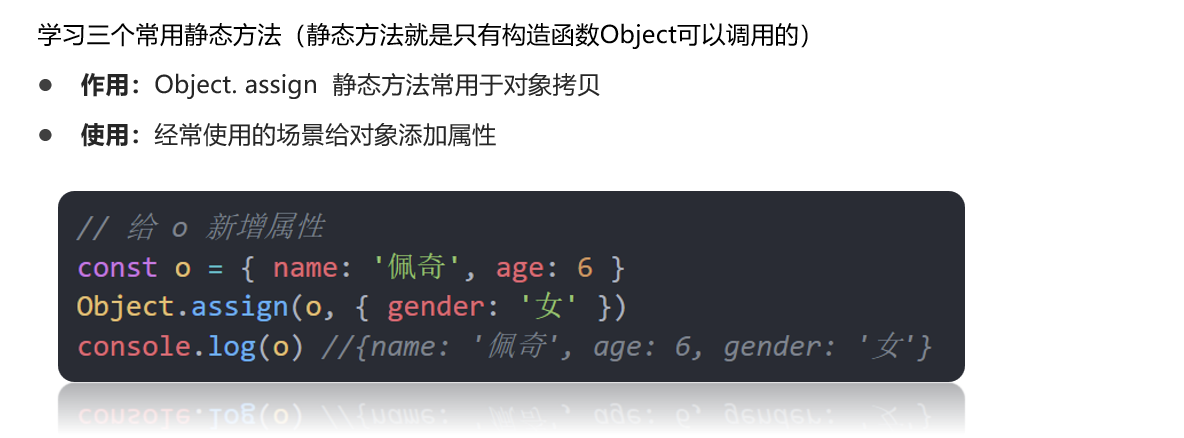 学习三个常用静态方法（静态方法就是只有构造函数Object可以调用的）
● 作用：Object. assign 静态方法常用于对象拷贝
● 使用：经常使用的场景给对象添加属性
// 给 o 新增属性
const o = { name: '佩奇', age: 6 }
Object.assign(o, { gender: '女' })
console.log(o) //{name: '佩奇', age: 6, gender: '女'}